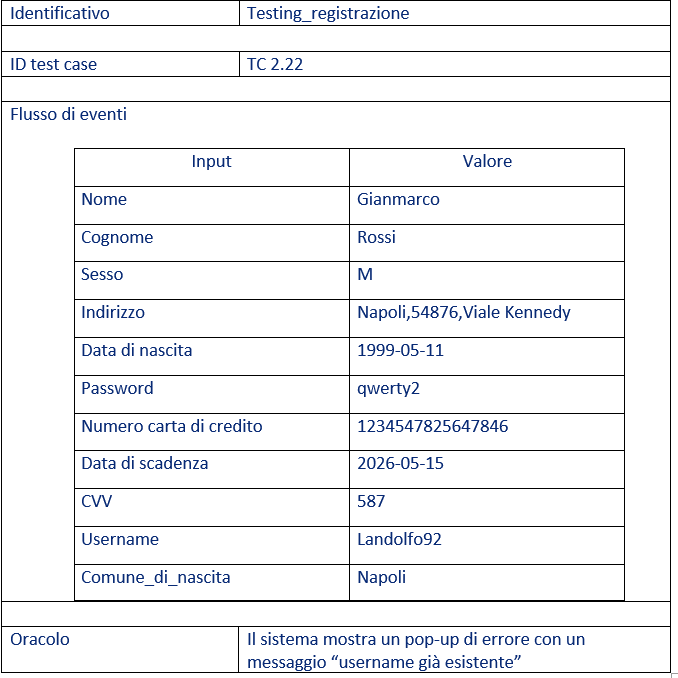 Identificativo Testing_registrazione
ID test case TC 2.22
Flusso di eventi
Input Valore
Nome Gianmarco
Cognome Rossi
Sesso M
Indirizzo Napoli,54876,Viale Kennedy
Data di nascita 1999-05-11
Password qwerty2
Numero carta di credito 1234547825647846
Data di scadenza 2026-05-15
CVV 587
Username Landolfo92
Comune_di_nascita Napoli
Oracolo Il sistema mostra un pop-up di errore con un
messaggio “username già esistente”